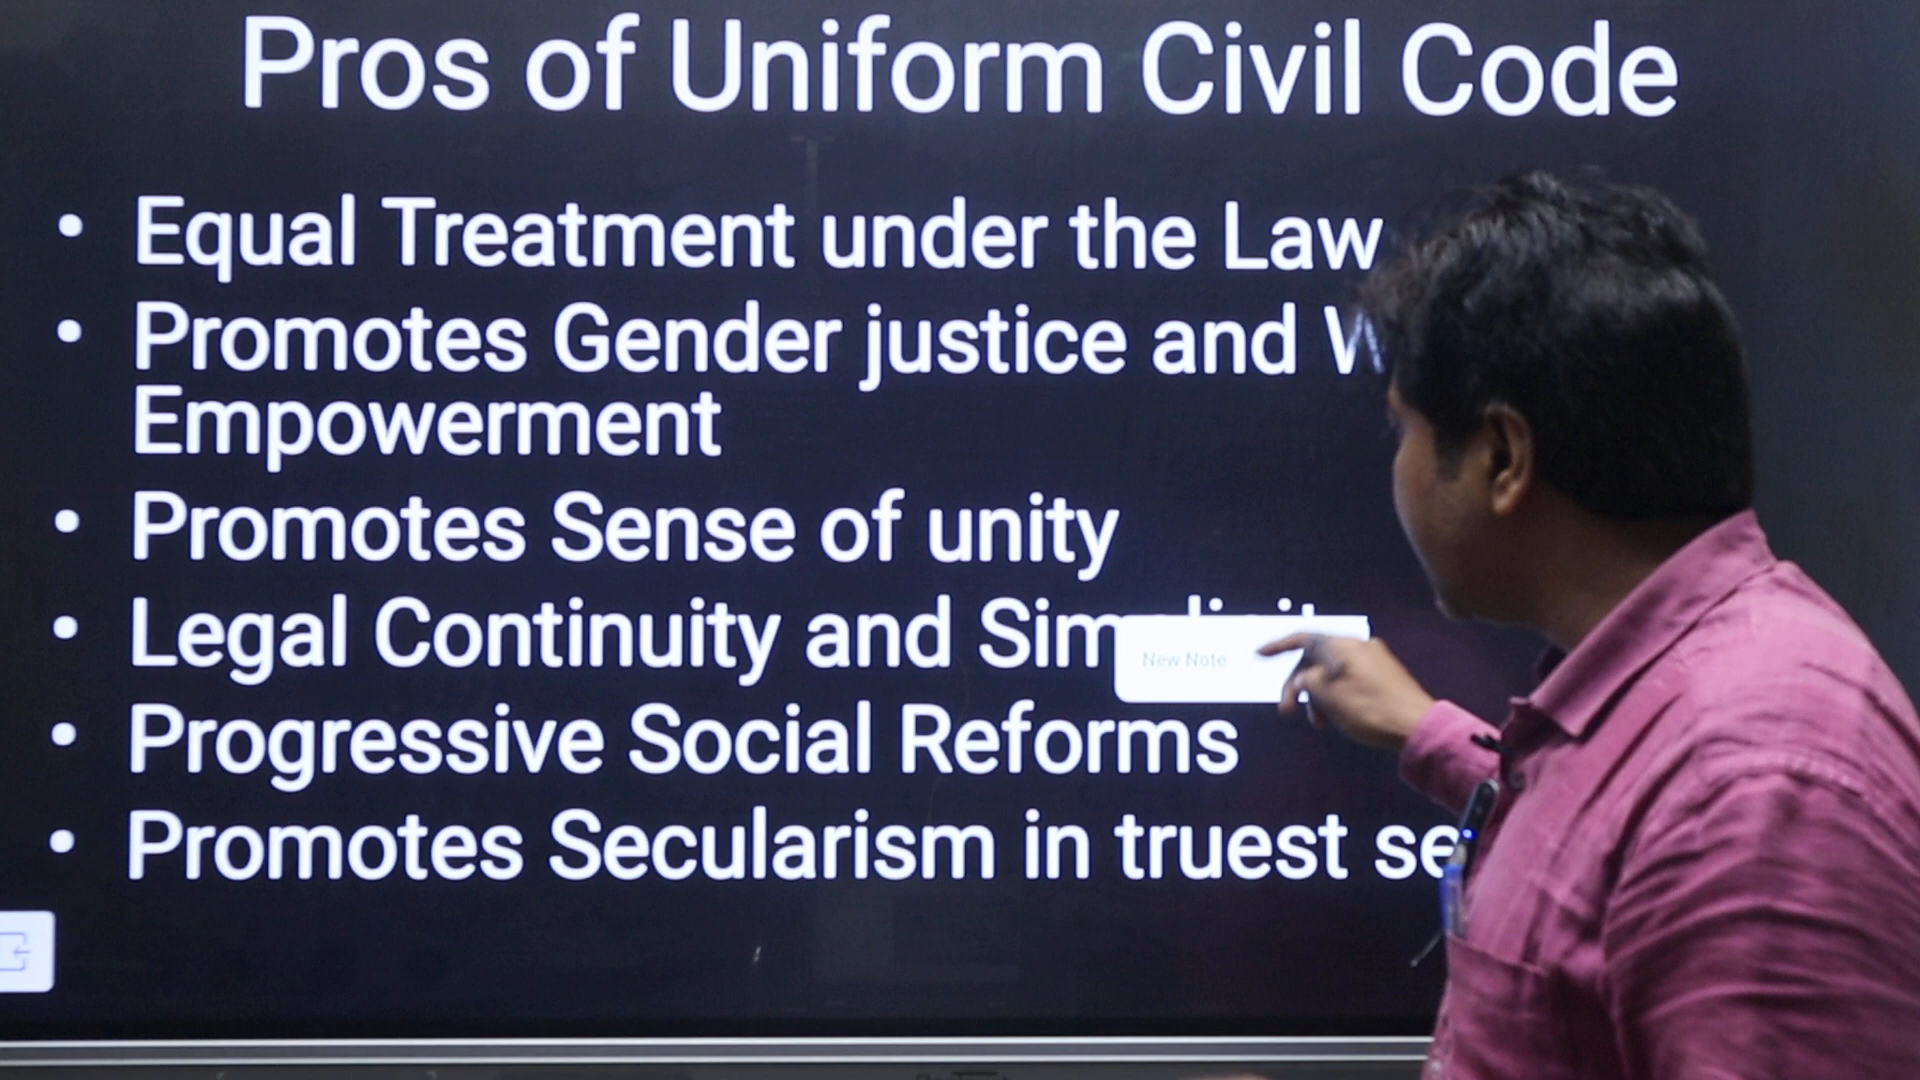 Pros of Uniform Civil Code
• Equal Treatment under the Law
• Promotes Gender justice and
Empowerment
• Promotes Sense of unity
• Legal Continuity and
• Progressive Social Reforms
• Promotes Secularism in truest
New Note